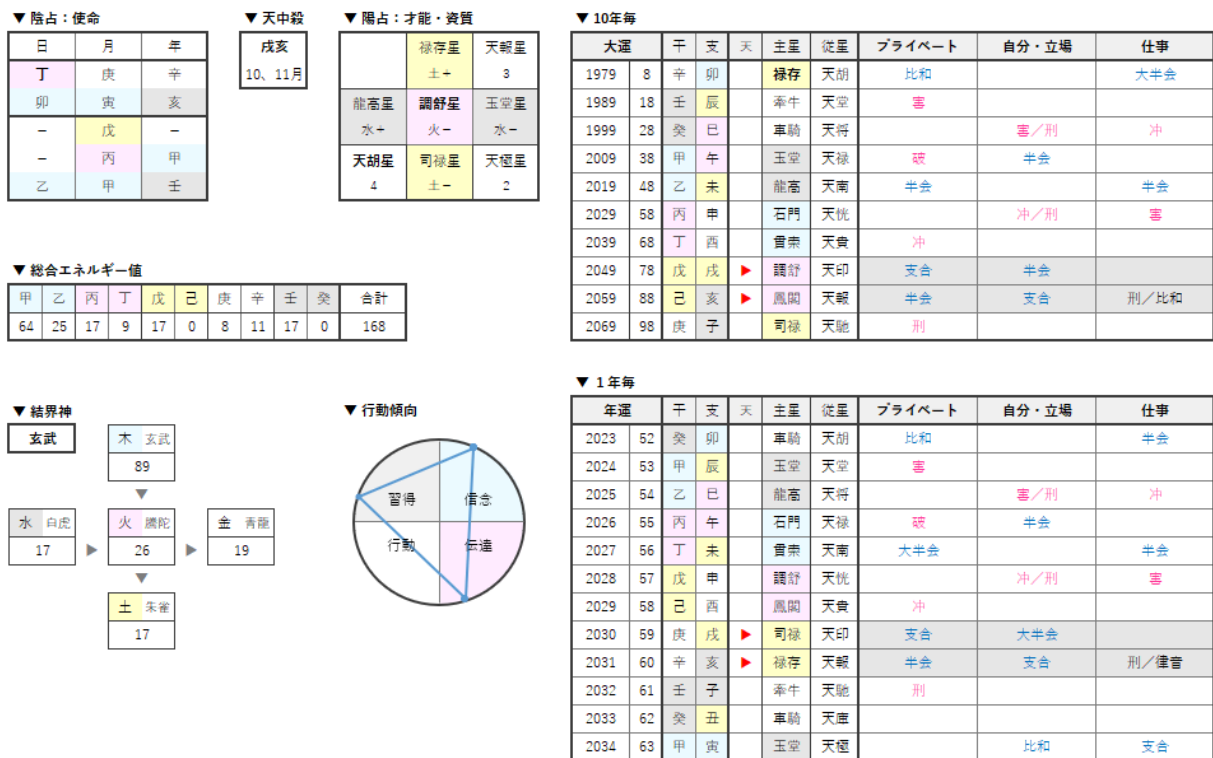 ▼ 陰占：使命
日 月 年
丁 庚 辛
卯 寅 亥
− 戊 −
− 丙 甲
乙 甲 壬
▼ 天中殺
戌亥
10、11月
▼ 陽占：才能・資質
禄存星 天報星
土＋ 3
龍高星 調舒星 玉堂星
水＋ 火− 水−
天胡星 司禄星 天極星
4 土− 2
▼ 総合エネルギー値
甲 乙 丙 丁 戊 己 庚 辛 壬 癸 合計
64 25 17 9 17 0 8 11 17 0 168
▼ 結界神
玄武
木 玄武
89
▼
水 白虎 火 騰陀 金 青龍
17 ▶ 26 ▶ 19
▼
土 朱雀
17
▼ 行動傾向
習得 信念
行動 伝達
▼ 10年毎
大運 干 支 天 主星 従星 プライベート 自分・立場 仕事
1979 8 辛 卯 禄存 天胡 比和 大半会
1989 18 壬 辰 牽牛 天堂 害
1999 28 癸 巳 車騎 天将 害／刑 冲
2009 38 甲 午 玉堂 天禄 破 半会
2019 48 乙 未 龍高 天南 半会 半会
2029 58 丙 申 石門 天恍 冲／刑 害
2039 68 丁 酉 貫索 天貴 冲
2049 78 戊 戌 ▶ 調舒 天印 支合 半会
2059 88 己 亥 ▶ 鳳閣 天報 半会 支合 刑／比和
2069 98 庚 子 司禄 天馳 刑
▼ １年毎
年運 干 支 天 主星 従星 プライベート 自分・立場 仕事
2023 52 癸 卯 車騎 天胡 比和 半会
2024 53 甲 辰 玉堂 天堂 害
2025 54 乙 巳 龍高 天将 害／刑 冲
2026 55 丙 午 石門 天禄 破 半会
2027 56 丁 未 貫索 天南 大半会 半会
2028 57 戊 申 調舒 天恍 冲／刑 害
2029 58 己 酉 鳳閣 天貴 冲
2030 59 庚 戌 ▶ 司禄 天印 支合 大半会
2031 60 辛 亥 ▶ 禄存 天報 半会 支合 刑／律音
2032 61 壬 子 牽牛 天馳 刑
2033 62 癸 丑 車騎 天庫
2034 63 甲 寅 玉堂 天極 比和 支合